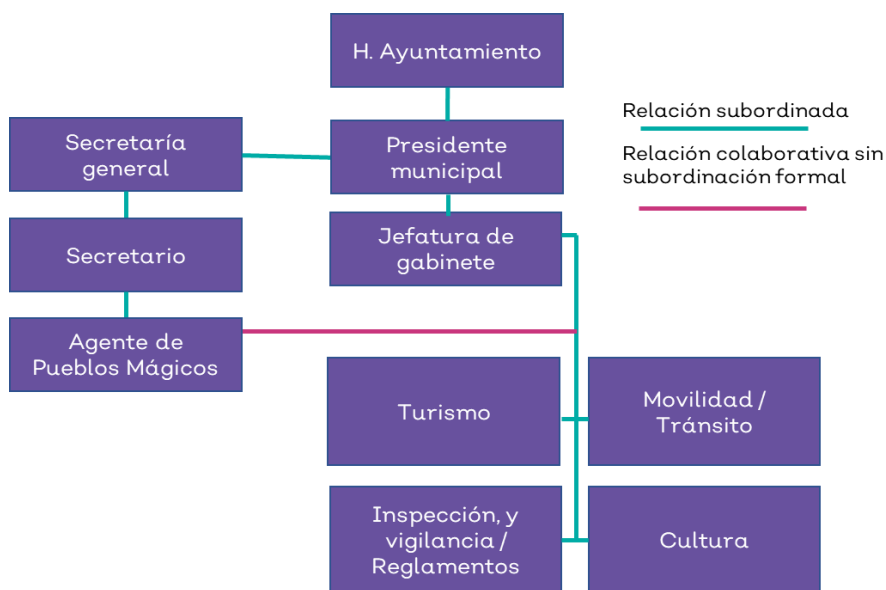 H. Ayuntamiento
Relación subordinada
Relación colaborativa sin
subordinación formal
Secretaría
general
Presidente
municipal
Secretario
Jefatura de
gabinete
Agente de
Pueblos Mágicos
Turismo
Movilidad /
Tránsito
Inspección, y
vigilancia /
Reglamentos
Cultura